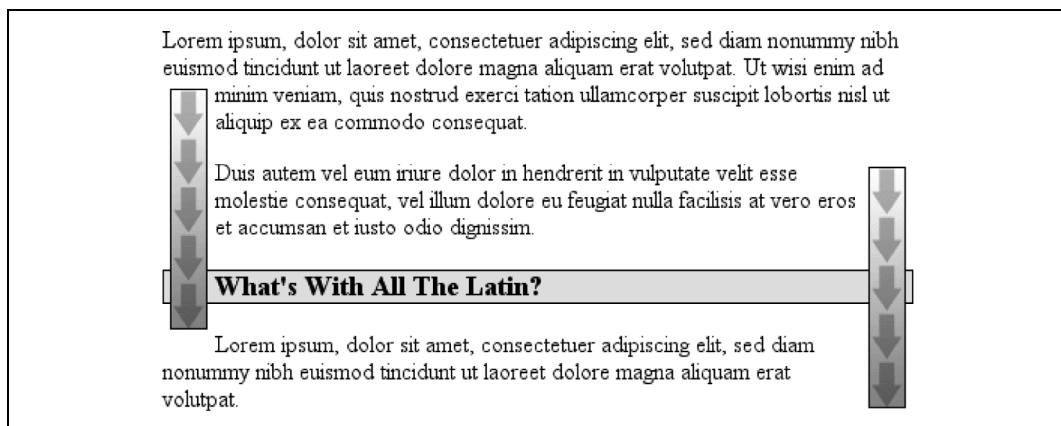 Lorem ipsum, dolor sit amet, consectetuer adipiscing elit, sed diam nonummy nibh
euismod tincidunt ut laoreet dolore magna aliquam erat volutpat. Ut wisi enim ad
minim veniam, quis nostrud exerci tation ullamcorper suscipit lobortis nisl ut
aliquip ex ea commodo consequat.
Duis autem vel eum iriure dolor in hendrerit in vulputate velit esse
molestie consequat, vel illum dolore eu feugiat nulla facilisis at vero eros
et accumsan et iusto odio dignissim.
What's With All The Latin?
Lorem ipsum, dolor sit amet, consectetuer adipiscing elit, sed diam
nonummy nibh euismod tincidunt ut laoreet dolore magna aliquam erat
volutpat.